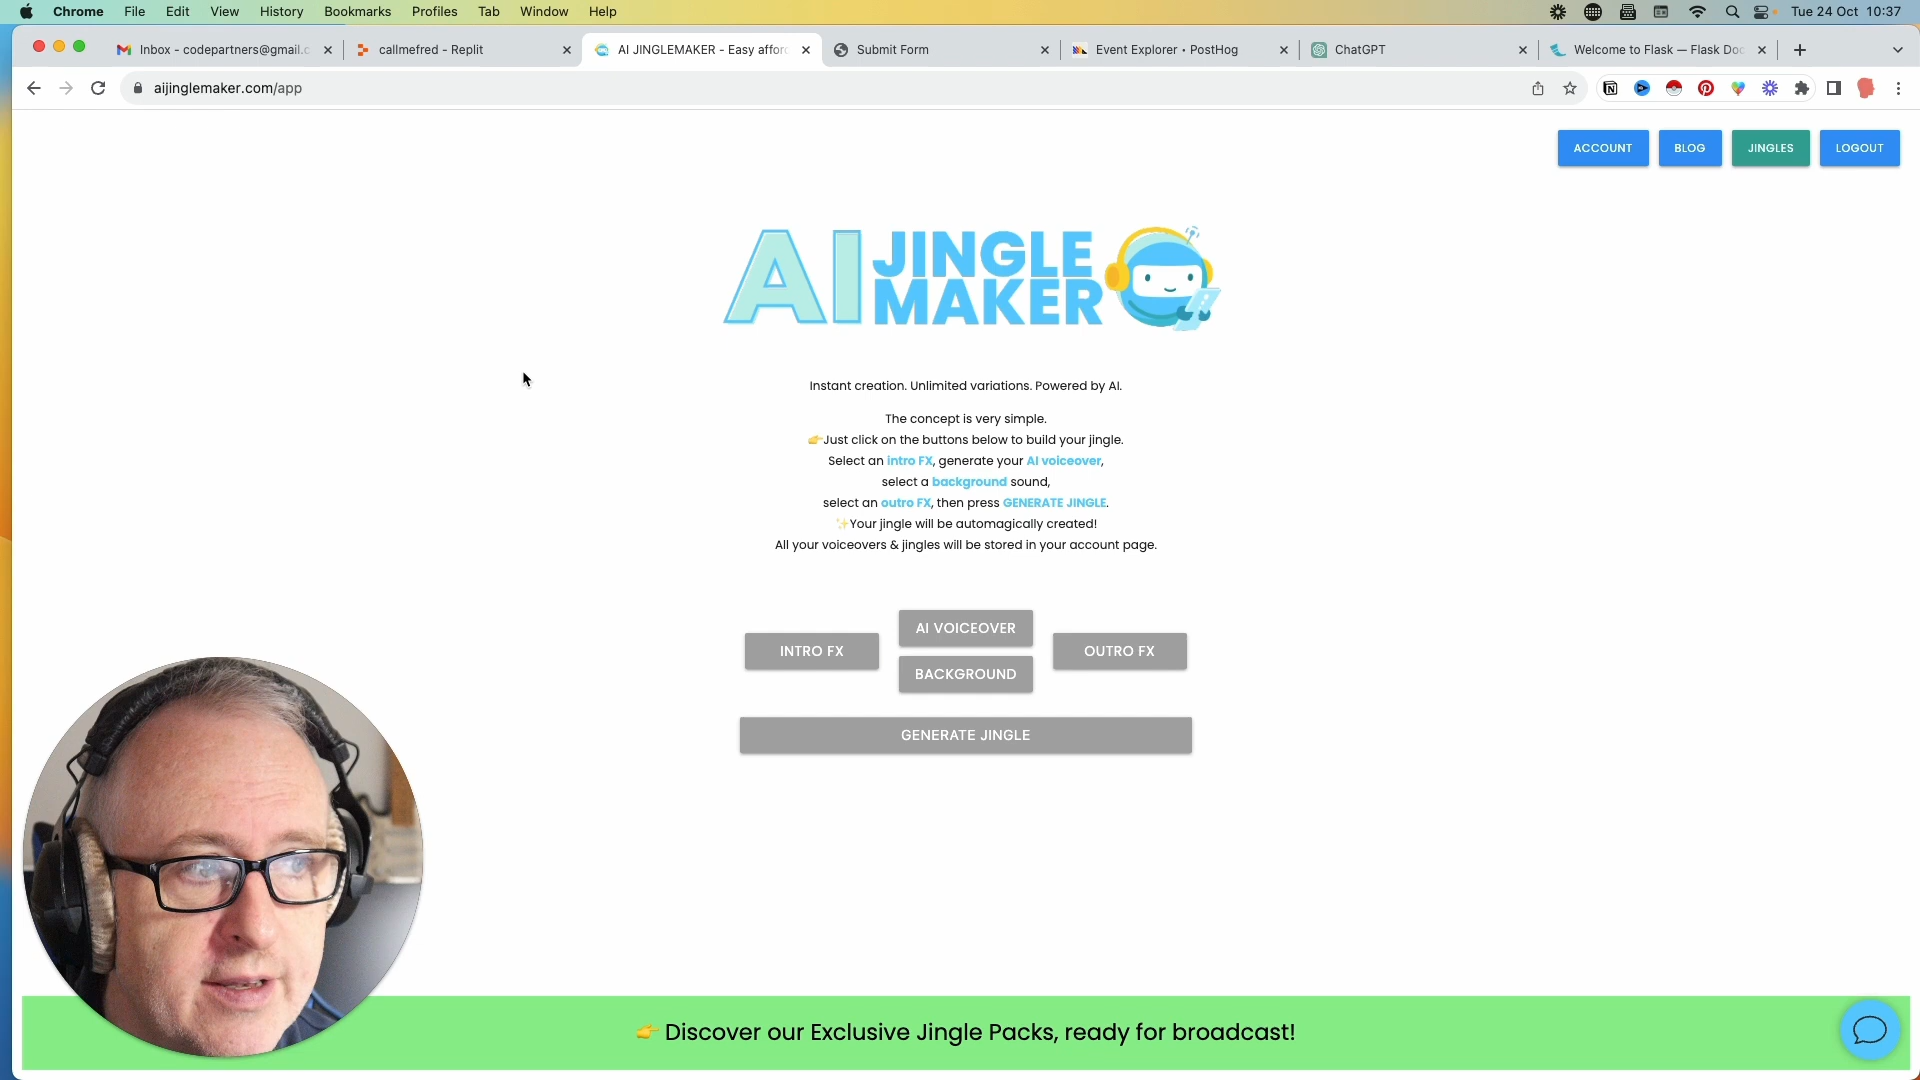 Chrome File Edit View History Bookmarks Profiles Tab Window Help Tue 24 Oct 10:37
Inbox - codepartners@gmail.c
callmefred - Replit
AI JINGLEMAKER - Easy affor
Submit Form
Event Explorer • PostHog
ChatGPT
Welcome to Flask — Flask Doc
aijinglemaker.com/app
ACCOUNT BLOG JINGLES LOGOUT
AI JINGLE
MAKER
Instant creation. Unlimited variations. Powered by AI.
The concept is very simple.
👉Just click on the buttons below to build your jingle.
Select an intro FX, generate your AI voiceover,
select a background sound,
select an outro FX, then press GENERATE JINGLE.
✨Your jingle will be automagically created!
All your voiceovers & jingles will be stored in your account page.
AI VOICEOVER
INTRO FX
OUTRO FX
BACKGROUND
GENERATE JINGLE
👉 Discover our Exclusive Jingle Packs, ready for broadcast!